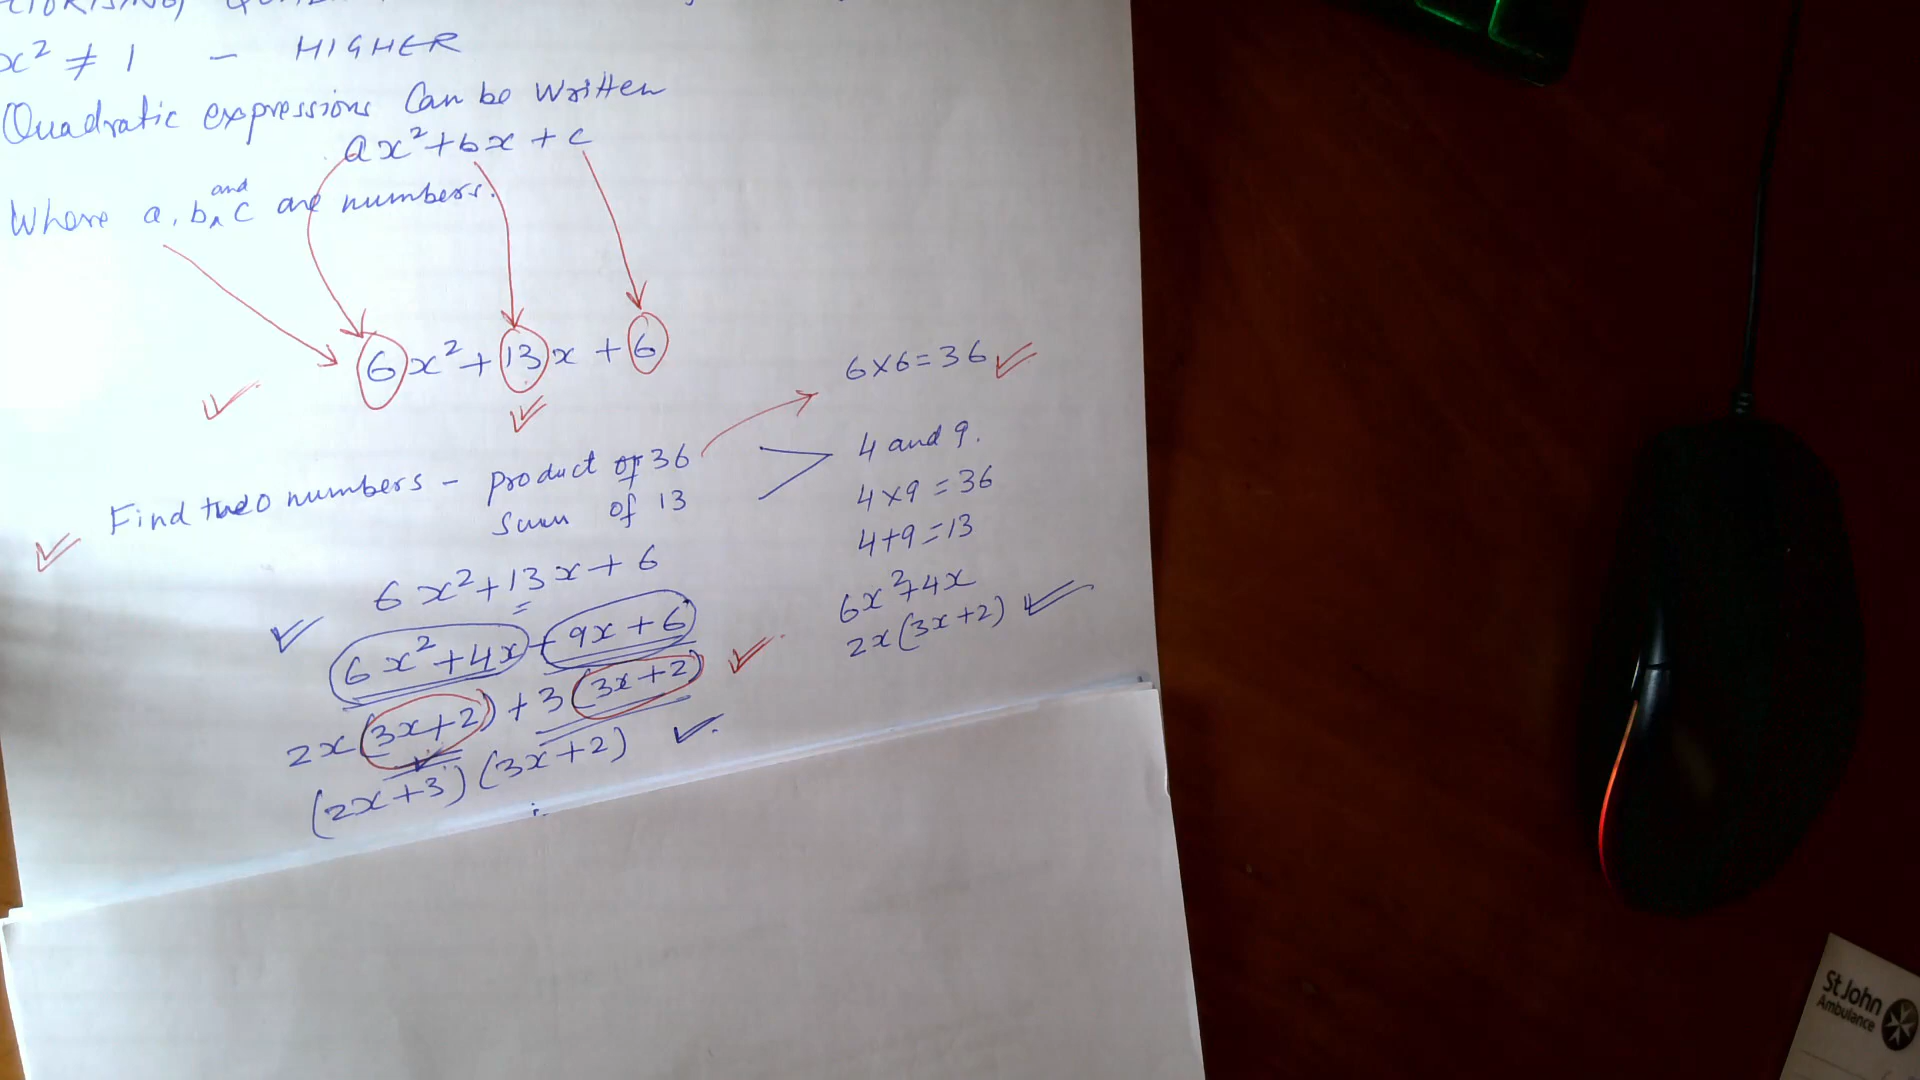 x² ≠ 1 - HIGHER
Quadratic expressions can be written
ax²+bx+c
Where a, b and c are numbers.
6x²+13x+6
6×6=36
Find two numbers - product of 36
sum of 13
4 and 9.
4×9=36
4+9=13
6x²+13x+6
6x²+4x+9x+6
6x²+4x
2x(3x+2)
2x(3x+2)+3(3x+2)
(2x+3)(3x+2)
St John
Ambulance